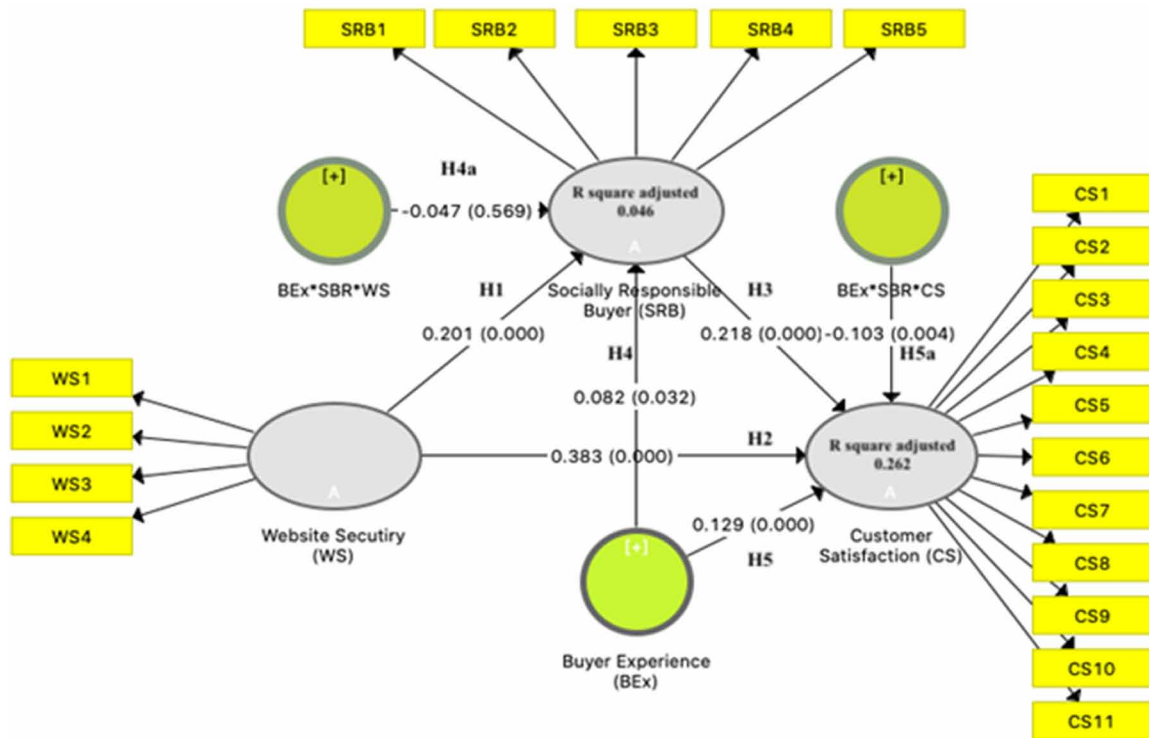 SRB1
SRB2
SRB3
SRB4
SRB5
H4a
[+]
-0.047 (0.569)
BEx*SBR*WS
R square adjusted
0.046
A
Socially Responsible
Buyer (SRB)
[+]
BEx*SBR*CS
H1
0.201 (0.000)
H3
0.218 (0.000)
-0.103 (0.004)
H5a
H4
0.082 (0.032)
WS1
WS2
WS3
WS4
A
Website Secutiry
(WS)
H2
0.383 (0.000)
R square adjusted
0.262
A
Customer
Satisfaction (CS)
0.129 (0.000)
H5
[+]
Buyer Experience
(BEx)
CS1
CS2
CS3
CS4
CS5
CS6
CS7
CS8
CS9
CS10
CS11